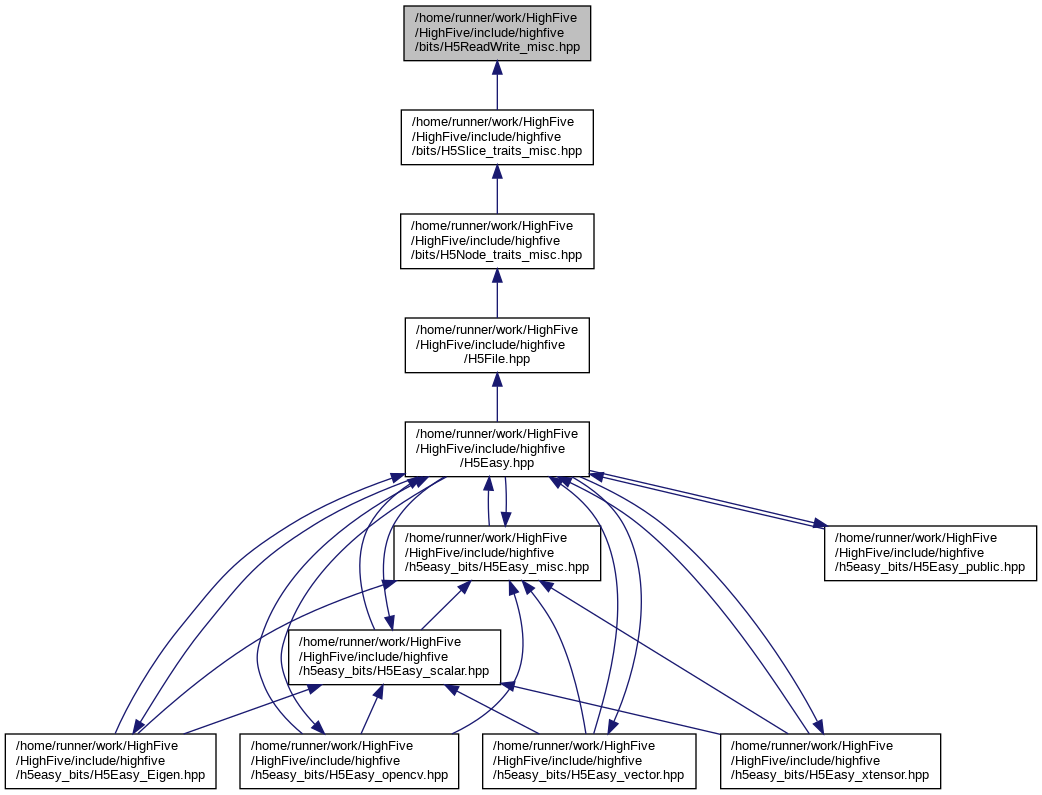 /home/runner/work/HighFive
/HighFive/include/highfive
/bits/H5ReadWrite_misc.hpp
/home/runner/work/HighFive
/HighFive/include/highfive
/bits/H5Slice_traits_misc.hpp
/home/runner/work/HighFive
/HighFive/include/highfive
/bits/H5Node_traits_misc.hpp
/home/runner/work/HighFive
/HighFive/include/highfive
/H5File.hpp
/home/runner/work/HighFive
/HighFive/include/highfive
/H5Easy.hpp
/home/runner/work/HighFive
/HighFive/include/highfive
/h5easy_bits/H5Easy_misc.hpp
/home/runner/work/HighFive
/HighFive/include/highfive
/h5easy_bits/H5Easy_public.hpp
/home/runner/work/HighFive
/HighFive/include/highfive
/h5easy_bits/H5Easy_scalar.hpp
/home/runner/work/HighFive
/HighFive/include/highfive
/h5easy_bits/H5Easy_Eigen.hpp
/home/runner/work/HighFive
/HighFive/include/highfive
/h5easy_bits/H5Easy_opencv.hpp
/home/runner/work/HighFive
/HighFive/include/highfive
/h5easy_bits/H5Easy_vector.hpp
/home/runner/work/HighFive
/HighFive/include/highfive
/h5easy_bits/H5Easy_xtensor.hpp